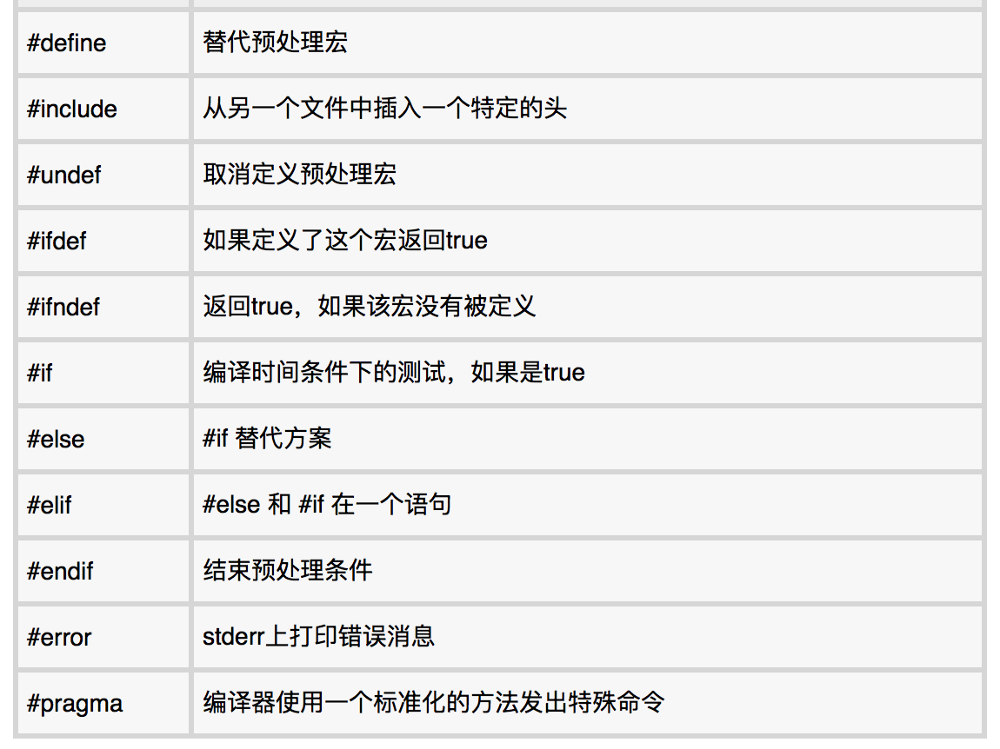 #define 替代预处理宏
#include 从另一个文件中插入一个特定的头
#undef 取消定义预处理宏
#ifdef 如果定义了这个宏返回true
#ifndef 返回true，如果该宏没有被定义
#if 编译时间条件下的测试，如果是true
#else #if 替代方案
#elif #else 和 #if 在一个语句
#endif 结束预处理条件
#error stderr上打印错误消息
#pragma 编译器使用一个标准化的方法发出特殊命令